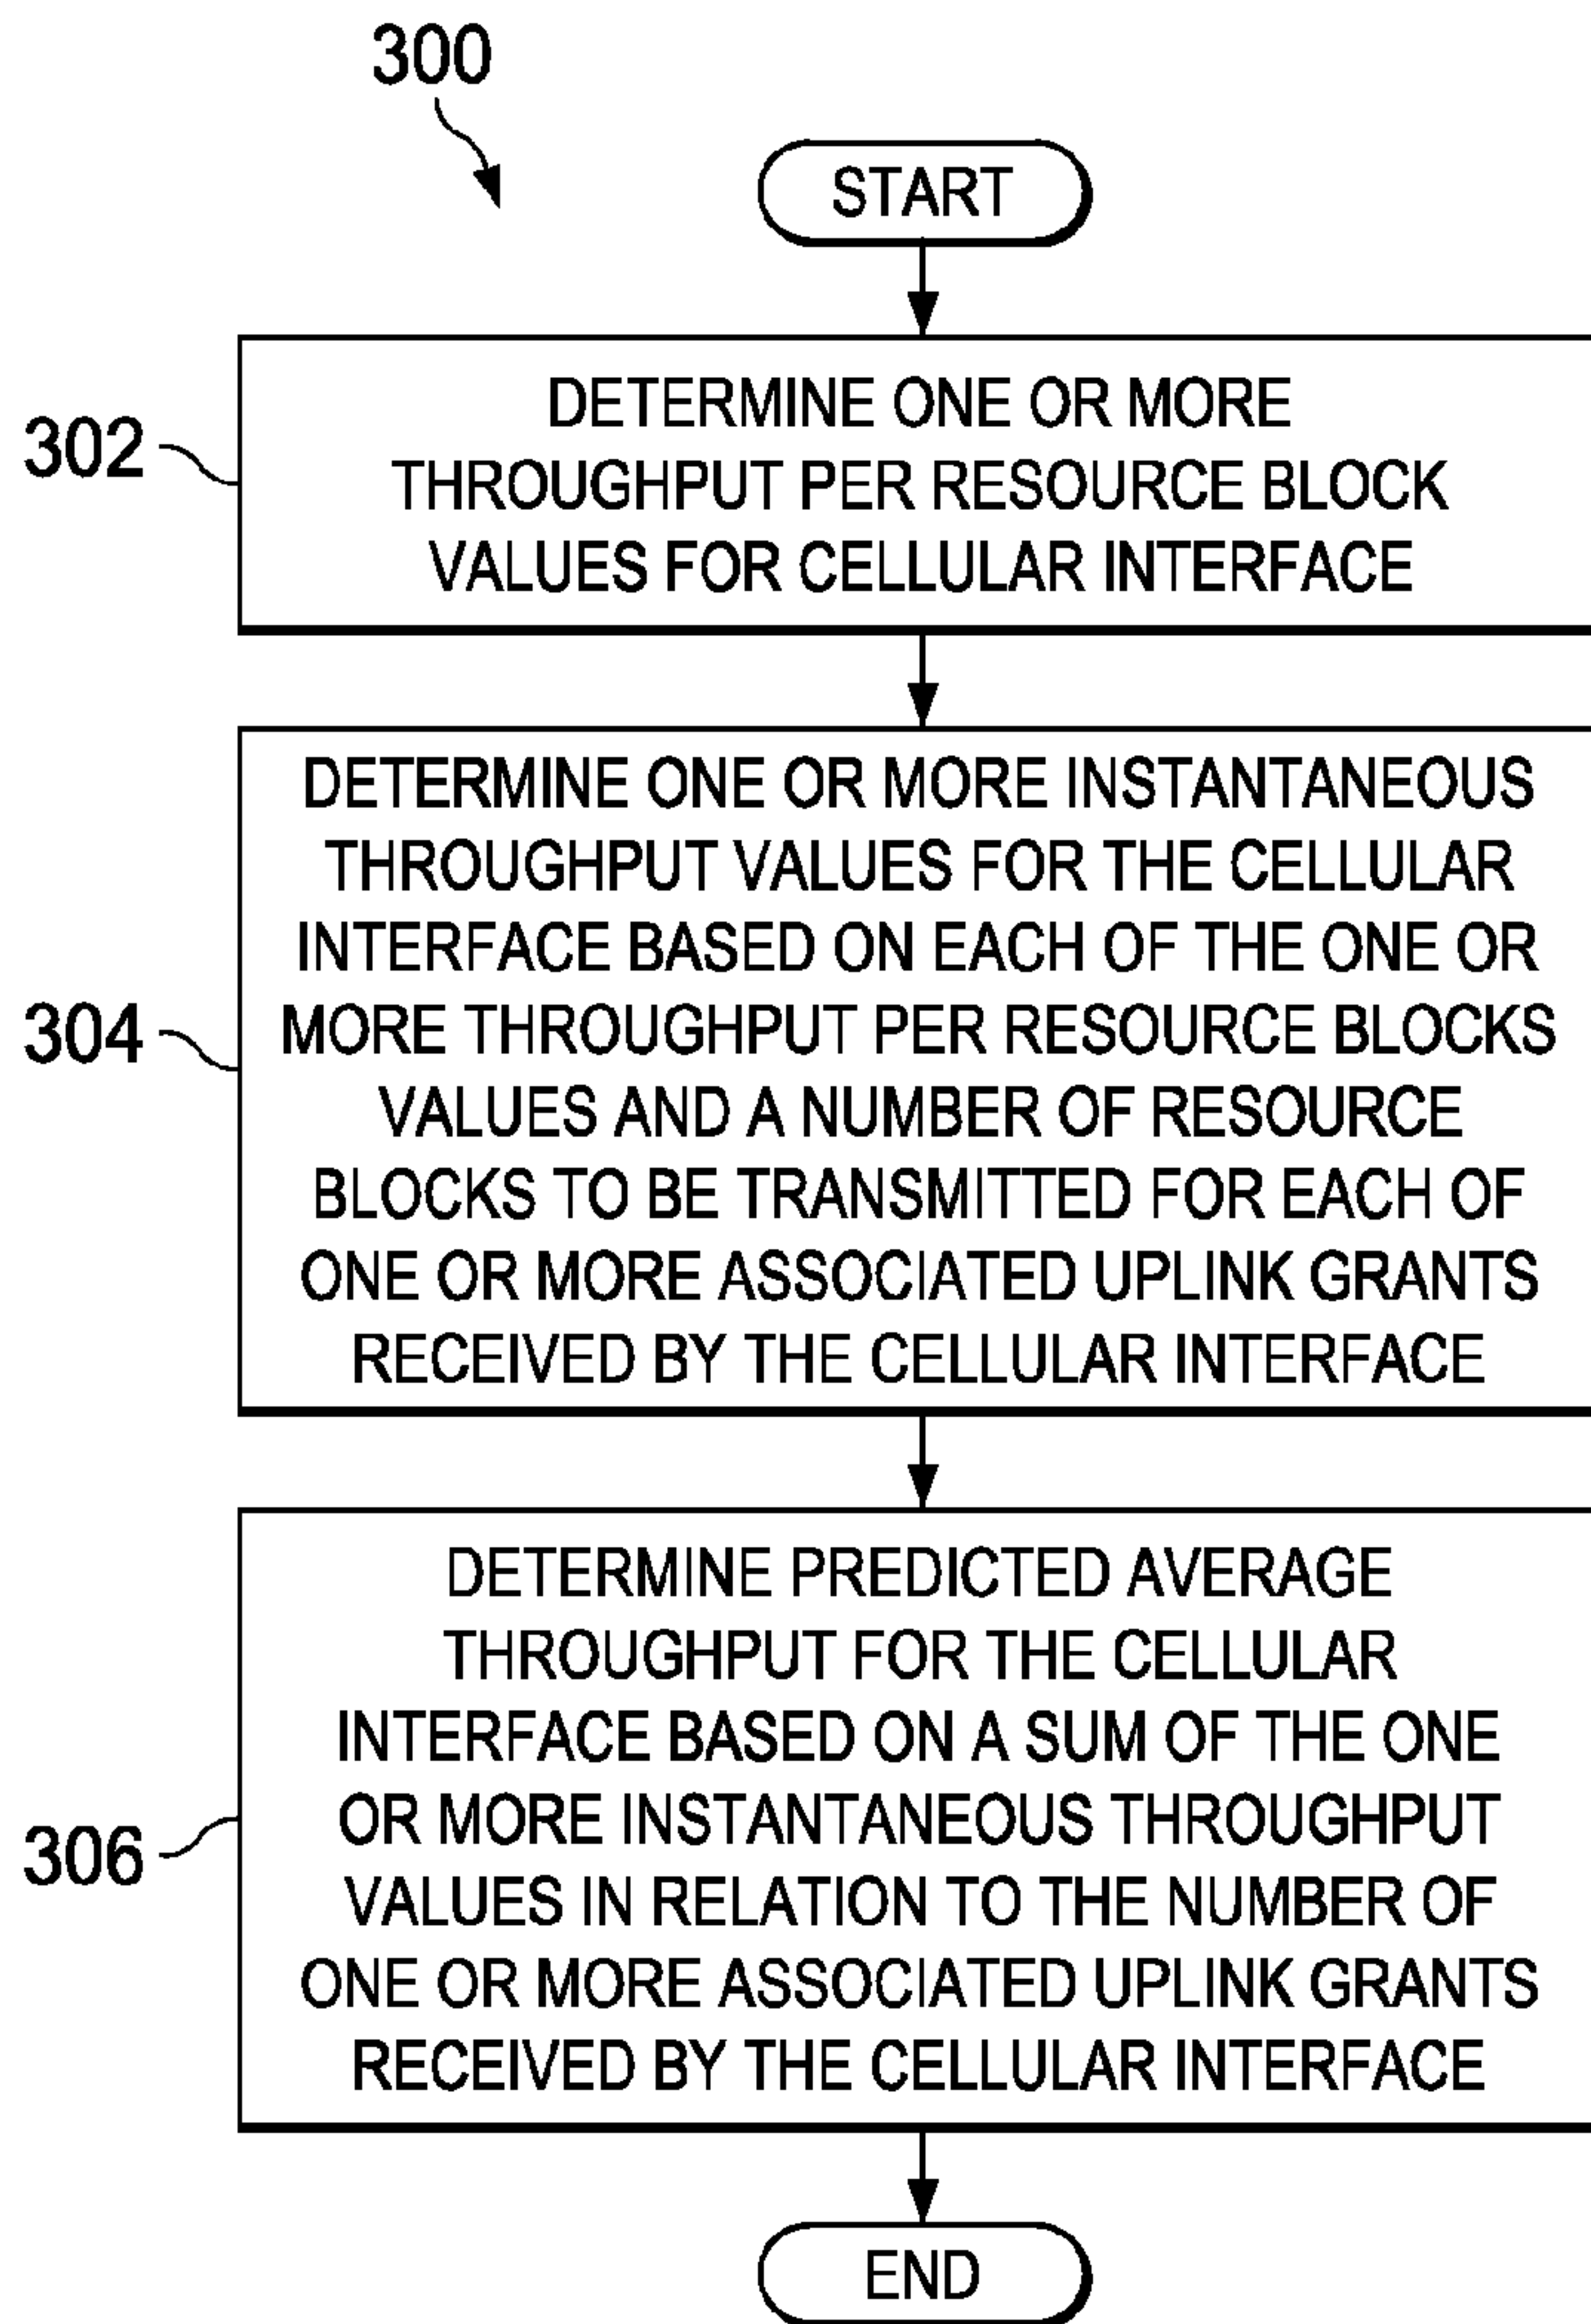 300
START
302
DETERMINE ONE OR MORE
THROUGHPUT PER RESOURCE BLOCK
VALUES FOR CELLULAR INTERFACE
304
DETERMINE ONE OR MORE INSTANTANEOUS
THROUGHPUT VALUES FOR THE CELLULAR
INTERFACE BASED ON EACH OF THE ONE OR
MORE THROUGHPUT PER RESOURCE BLOCKS
VALUES AND A NUMBER OF RESOURCE
BLOCKS TO BE TRANSMITTED FOR EACH OF
ONE OR MORE ASSOCIATED UPLINK GRANTS
RECEIVED BY THE CELLULAR INTERFACE
306
DETERMINE PREDICTED AVERAGE
THROUGHPUT FOR THE CELLULAR
INTERFACE BASED ON A SUM OF THE ONE
OR MORE INSTANTANEOUS THROUGHPUT
VALUES IN RELATION TO THE NUMBER OF
ONE OR MORE ASSOCIATED UPLINK GRANTS
RECEIVED BY THE CELLULAR INTERFACE
END